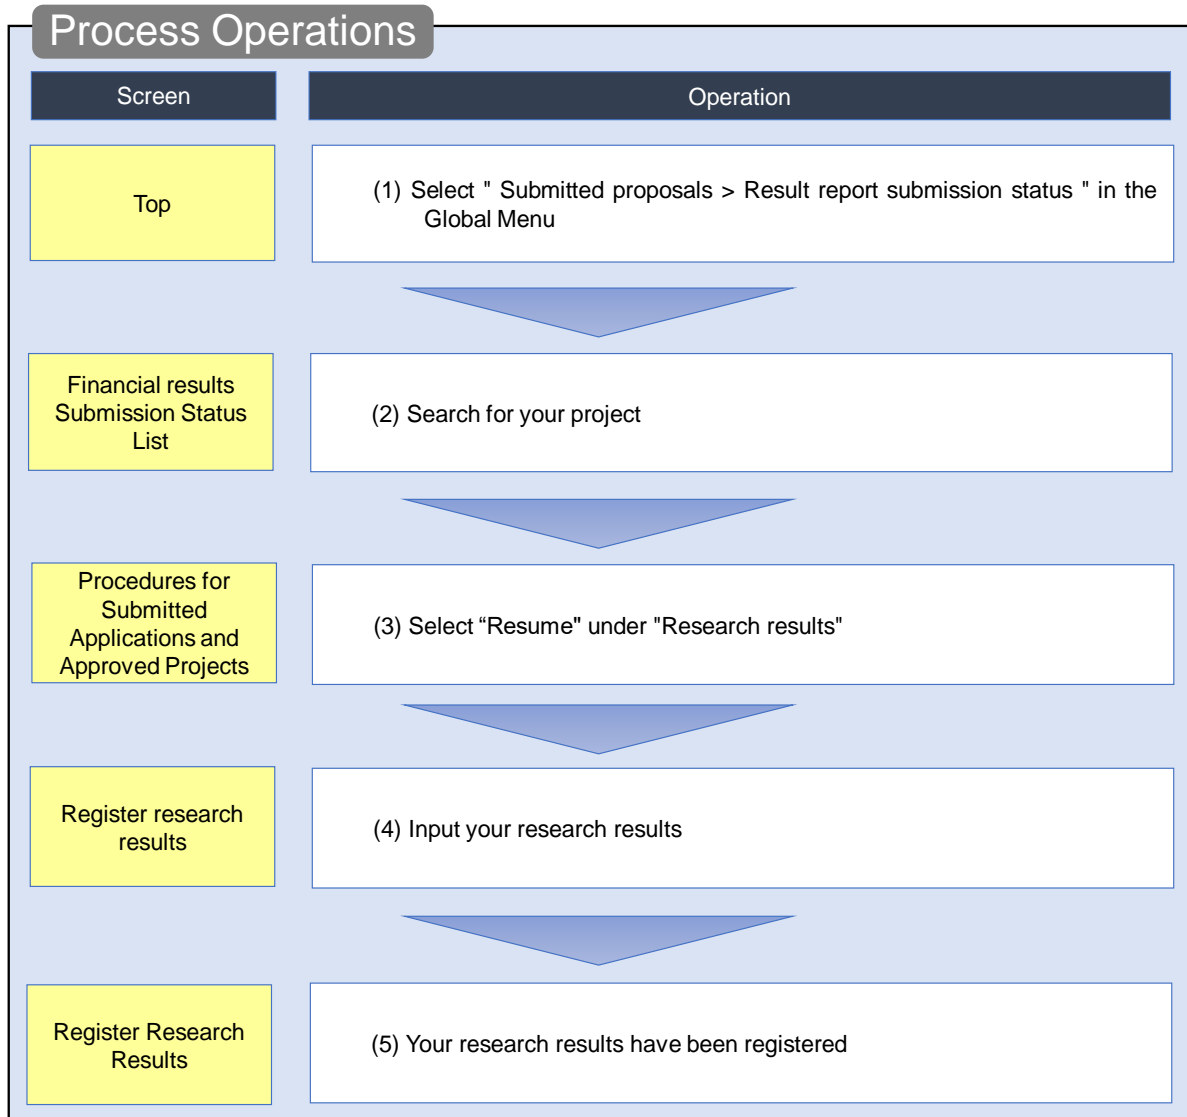 Process Operations
Screen
Operation
Top
(1) Select " Submitted proposals > Result report submission status " in the
Global Menu
Financial results
Submission Status
List
(2) Search for your project
Procedures for
Submitted
Applications and
Approved Projects
(3) Select “Resume" under "Research results"
Register research
results
(4) Input your research results
Register Research
Results
(5) Your research results have been registered